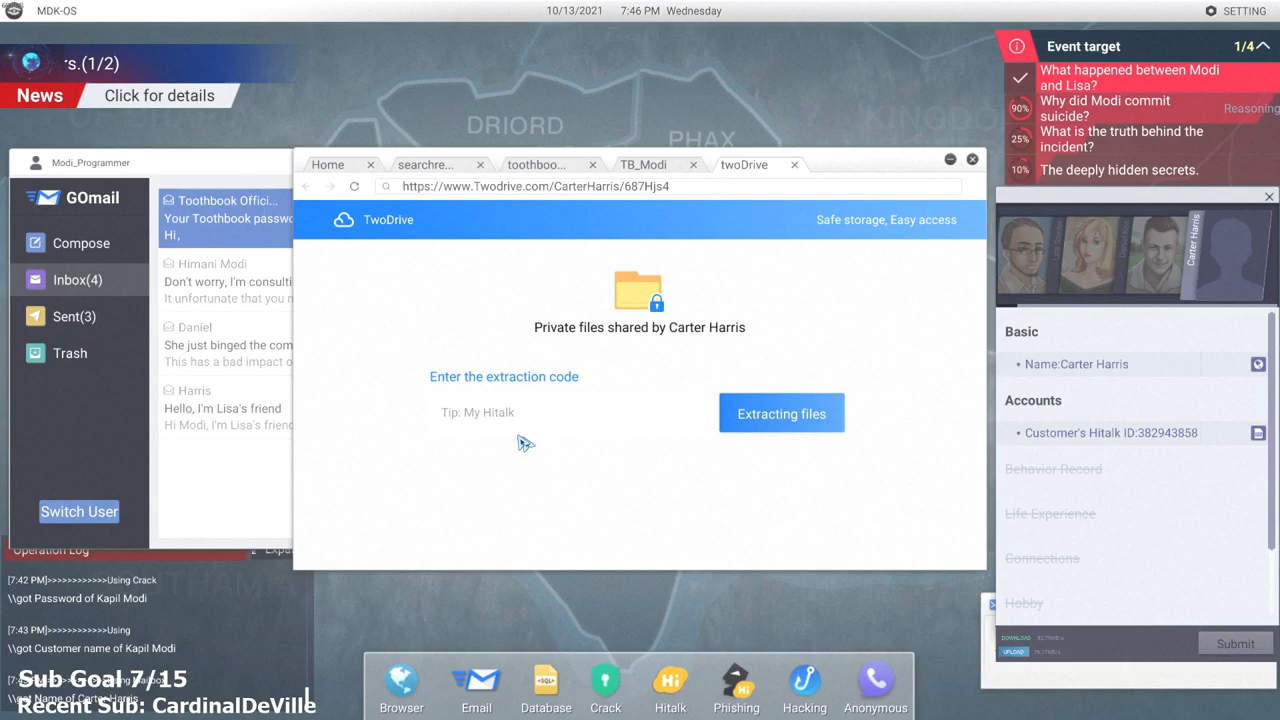 MDK-OS
10/13/2021 7:46 PM Wednesday
SETTING
rs.(1/2)
News
Click for details
Event target
1/4
What happened between Modi
and Lisa?
90%
Why did Modi commit
suicide?
Reasoning
25%
What is the truth behind the
incident?
10%
The deeply hidden secrets.
DRIORD
PHAX
Modi_Programmer
GOmail
Compose
Inbox(4)
Sent(3)
Trash
Switch User
Toothbook Offici...
Your Toothbook passwo
Hi,
Himani Modi
Don't worry, I'm consulti
It unfortunate that you m
Daniel
She just binged the com
This has a bad impact o
Harris
Hello, I'm Lisa's friend
Hi Modi, I'm Lisa's friend
Home
searchre...
toothboo...
TB_Modi
twoDrive
https://www.Twodrive.com/CarterHarris/687Hjs4
TwoDrive
Safe storage, Easy access
Private files shared by Carter Harris
Enter the extraction code
Tip: My Hitalk
Extracting files
Carter Harris
Basic
• Name:Carter Harris
Accounts
• Customer's Hitalk ID:382943858
Behavior Record
Life Experience
Connections
Hobby
DOWNLOAD
UPLOAD
Submit
Operation Log
[7:42 PM]>>>>>>>>>>>>Using Crack
\\got Password of Kapil Modi
[7:43 PM]>>>>>>>>>>>>Using
\\got Customer name of Kapil Modi
\\got Name of Carter Harris
Sub Goal 7/15
Recent Sub: CardinalDeVille
Browser
Email
Database
Crack
Hitalk
Phishing
Hacking
Anonymous